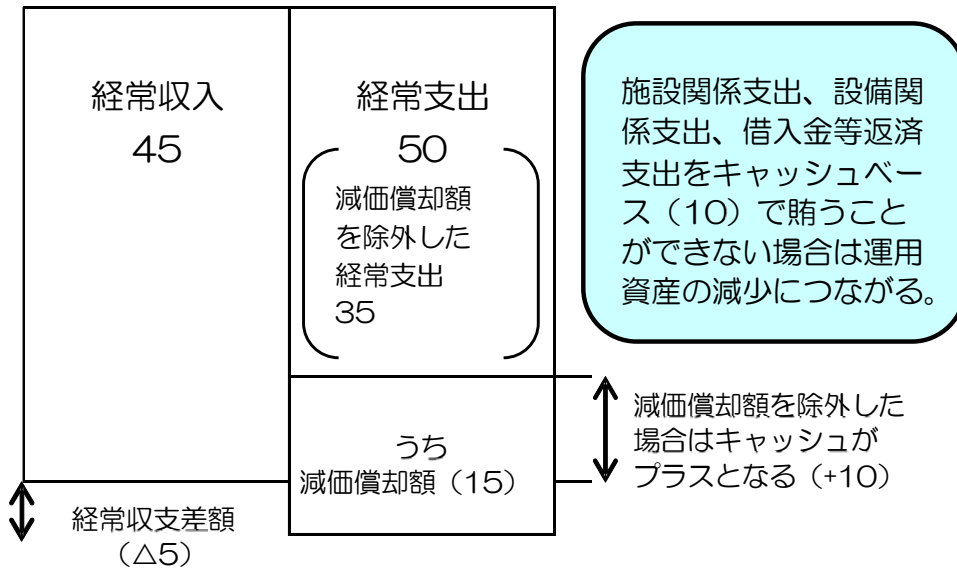 経常収入
45
経常支出
50
減価償却額
を除外した
経常支出
35
うち
減価償却額（15）
経常収支差額
（△5）
施設関係支出、設備関
係支出、借入金等返済
支出をキャッシュベー
ス（10）で賄うこと
ができない場合は運用
資産の減少につながる。
減価償却額を除外した
場合はキャッシュが
プラスとなる（+10）